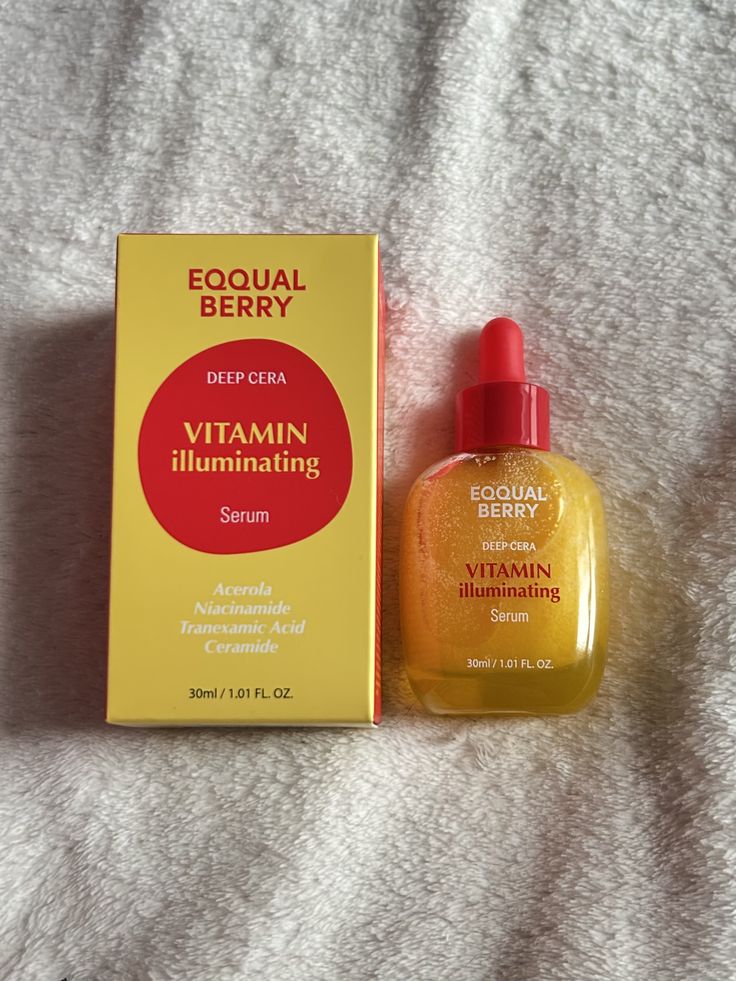 EQQUAL
BERRY
DEEP CERA
VITAMIN
illuminating
Serum
Acerola
Niacinamide
Tranexamic Acid
Ceramide
30ml / 1.01 FL. OZ.
EQQUAL
BERRY
DEEP CERA
VITAMIN
illuminating
Serum
30ml / 1.01 FL. OZ.